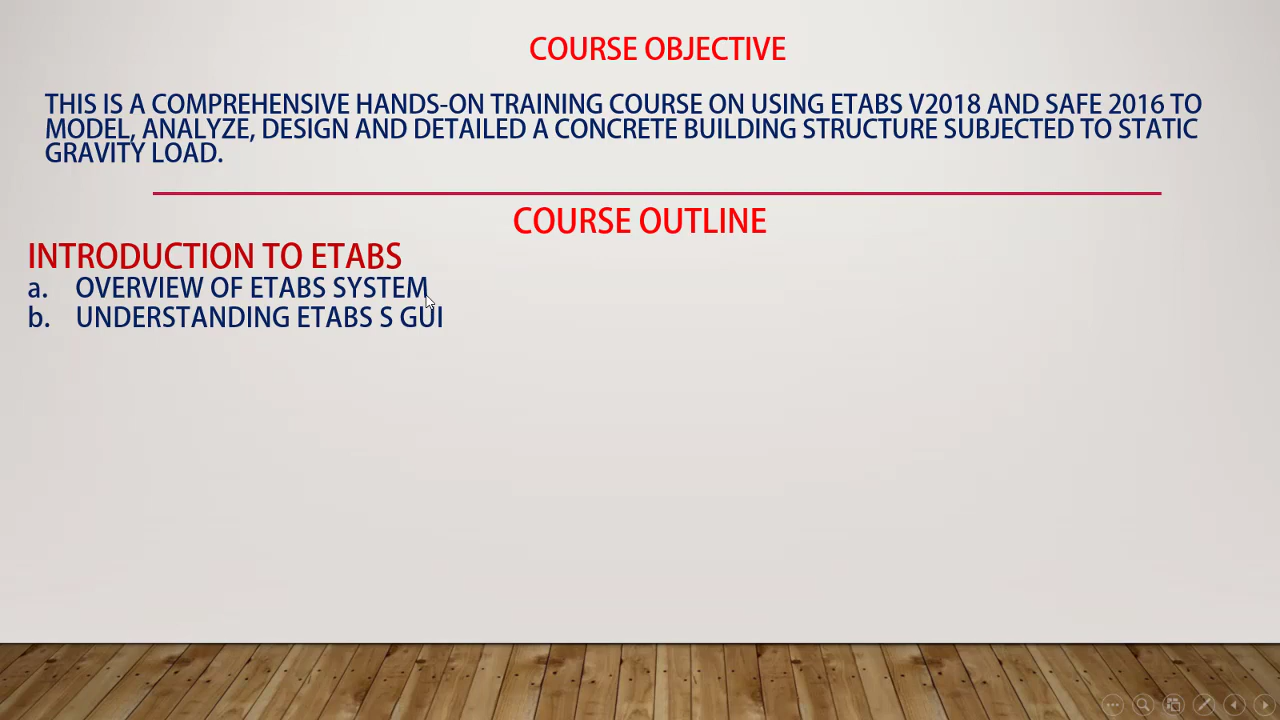 COURSE OBJECTIVE
THIS IS A COMPREHENSIVE HANDS-ON TRAINING COURSE ON USING ETABS V2018 AND SAFE 2016 TO
MODEL, ANALYZE, DESIGN AND DETAILED A CONCRETE BUILDING STRUCTURE SUBJECTED TO STATIC
GRAVITY LOAD.
COURSE OUTLINE
INTRODUCTION TO ETABS
a. OVERVIEW OF ETABS SYSTEM
b. UNDERSTANDING ETABS S GUI